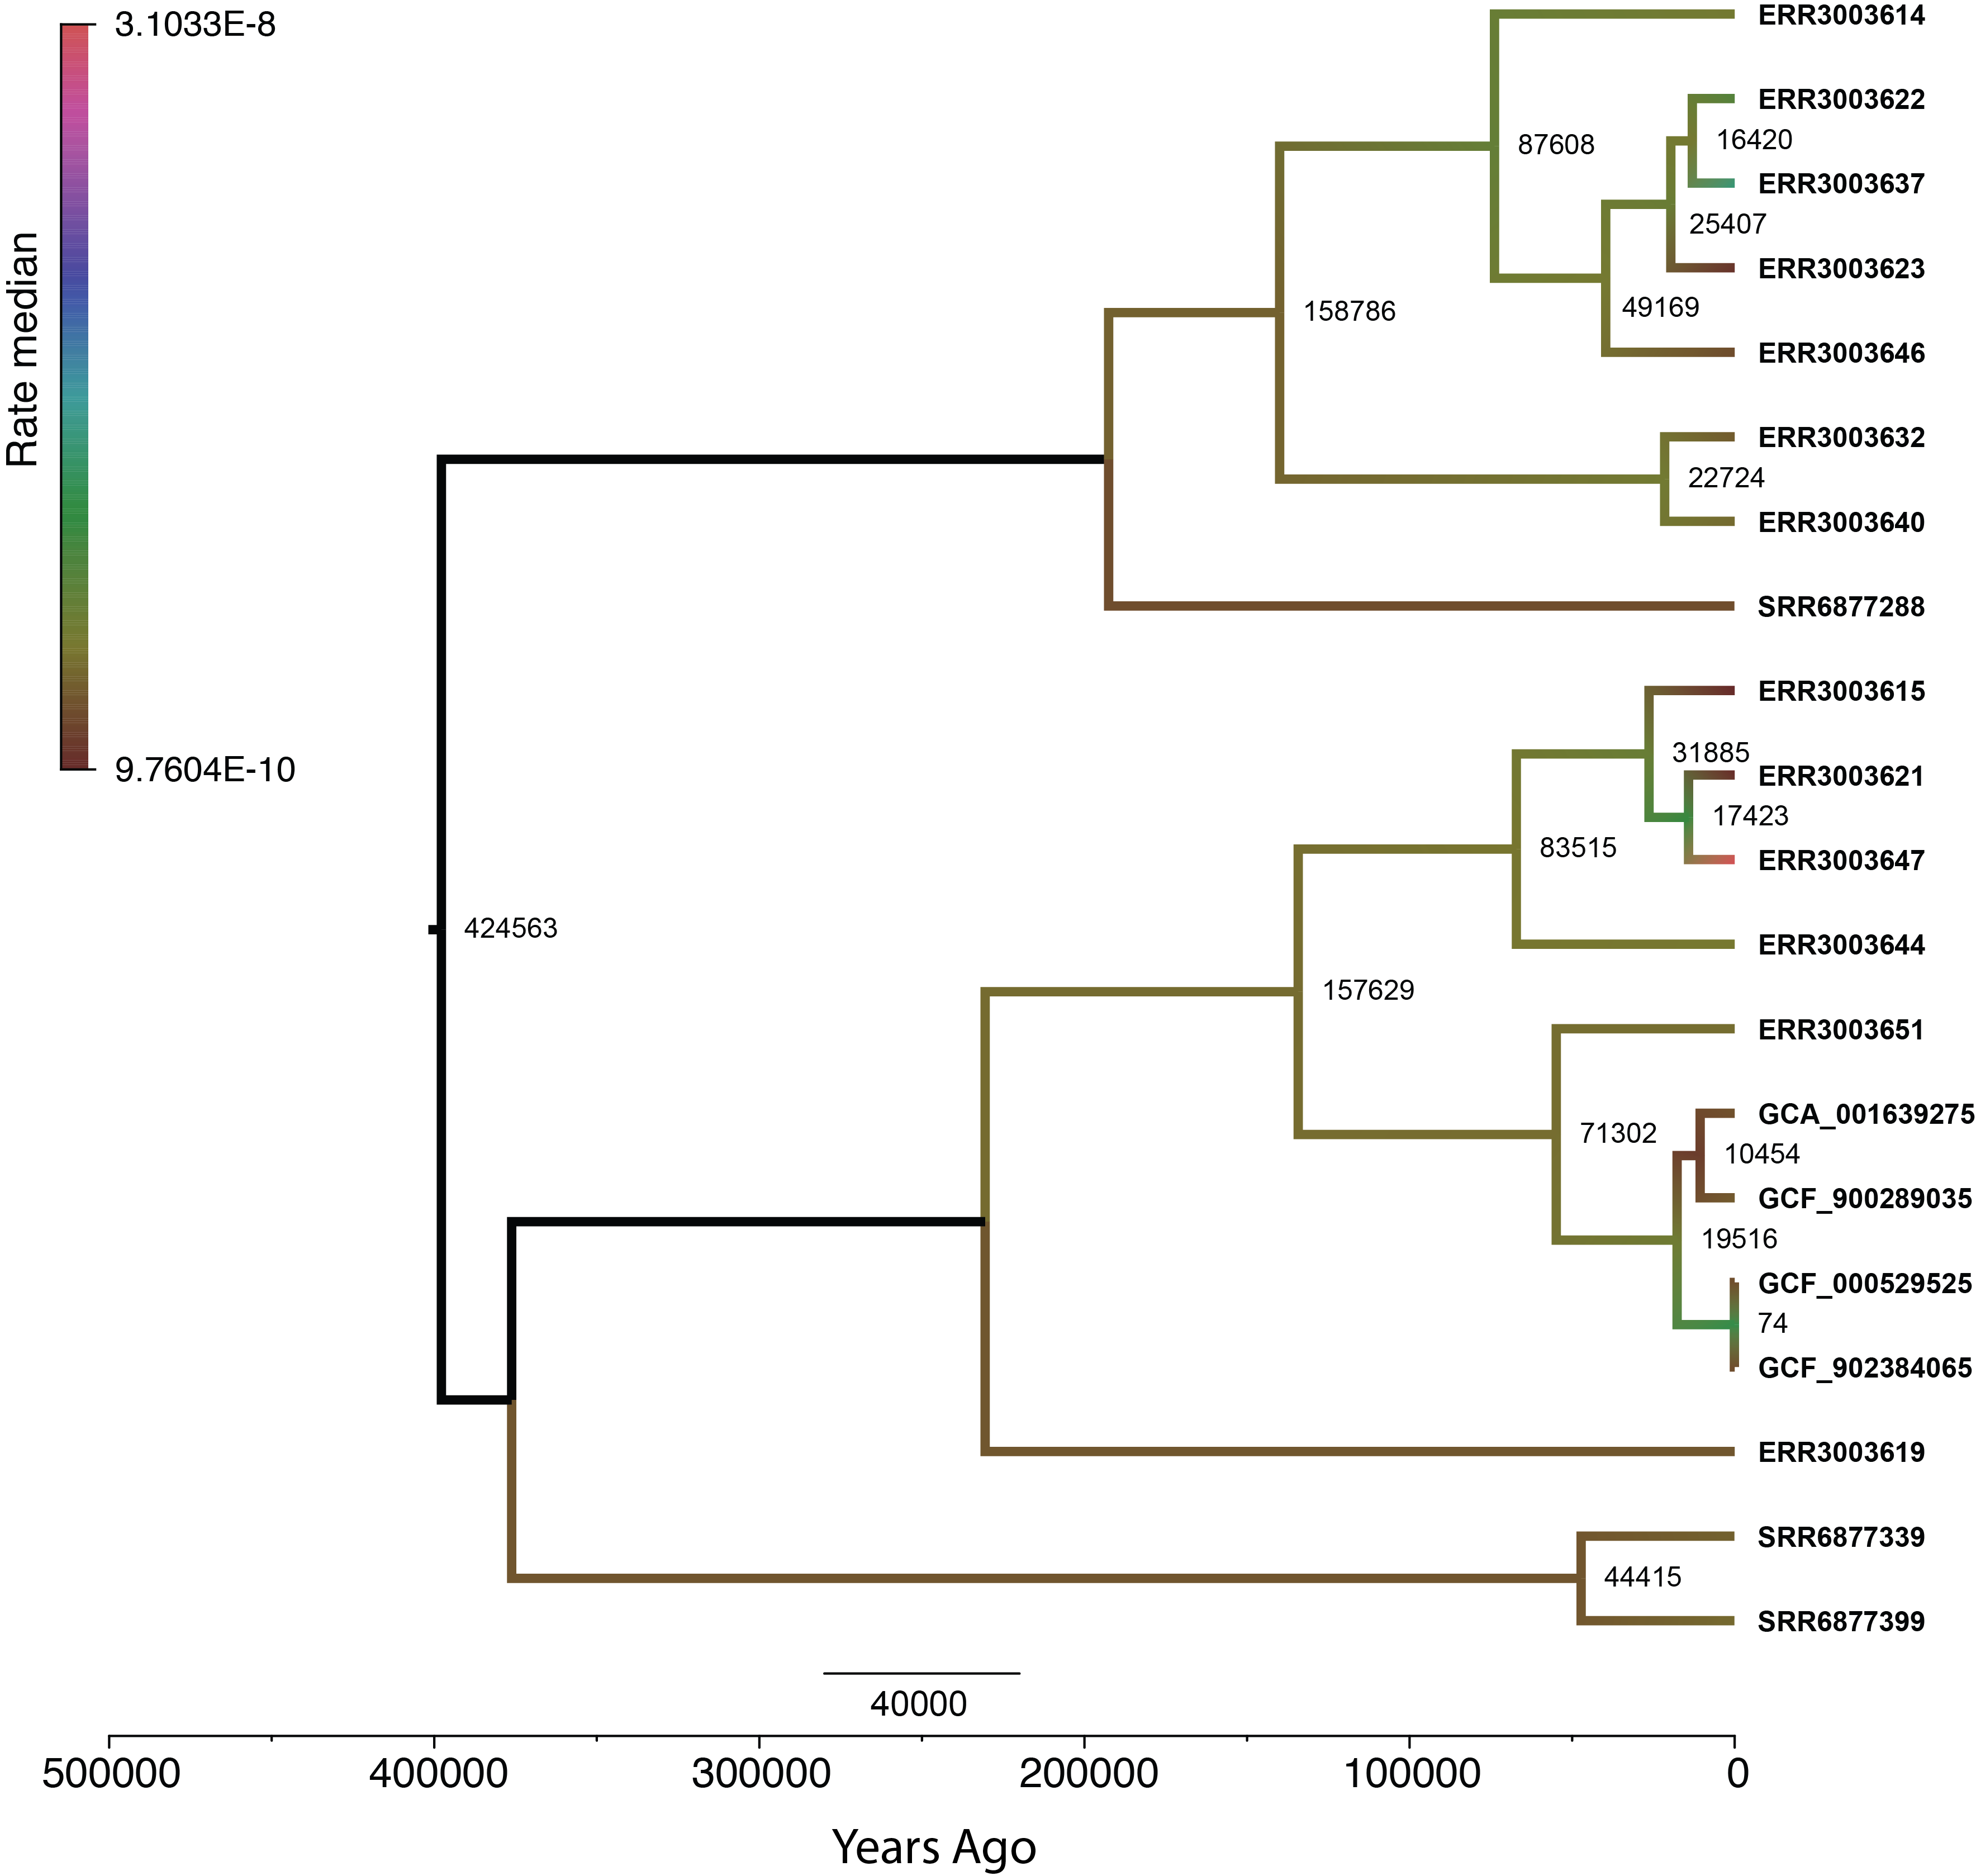 3.1033E-8
Rate median
9.7604E-10
ERR3003614
ERR3003622
87608
16420
ERR3003637
25407
ERR3003623
158786
49169
ERR3003646
ERR3003632
22724
ERR3003640
SRR6877288
ERR3003615
31885
ERR3003621
17423
83515
ERR3003647
424563
ERR3003644
157629
ERR3003651
GCA_001639275
71302
10454
GCF_900289035
19516
GCF_000529525
74
GCF_902384065
ERR3003619
SRR6877339
44415
SRR6877399
40000
500000 400000 300000 200000 100000 0
Years Ago